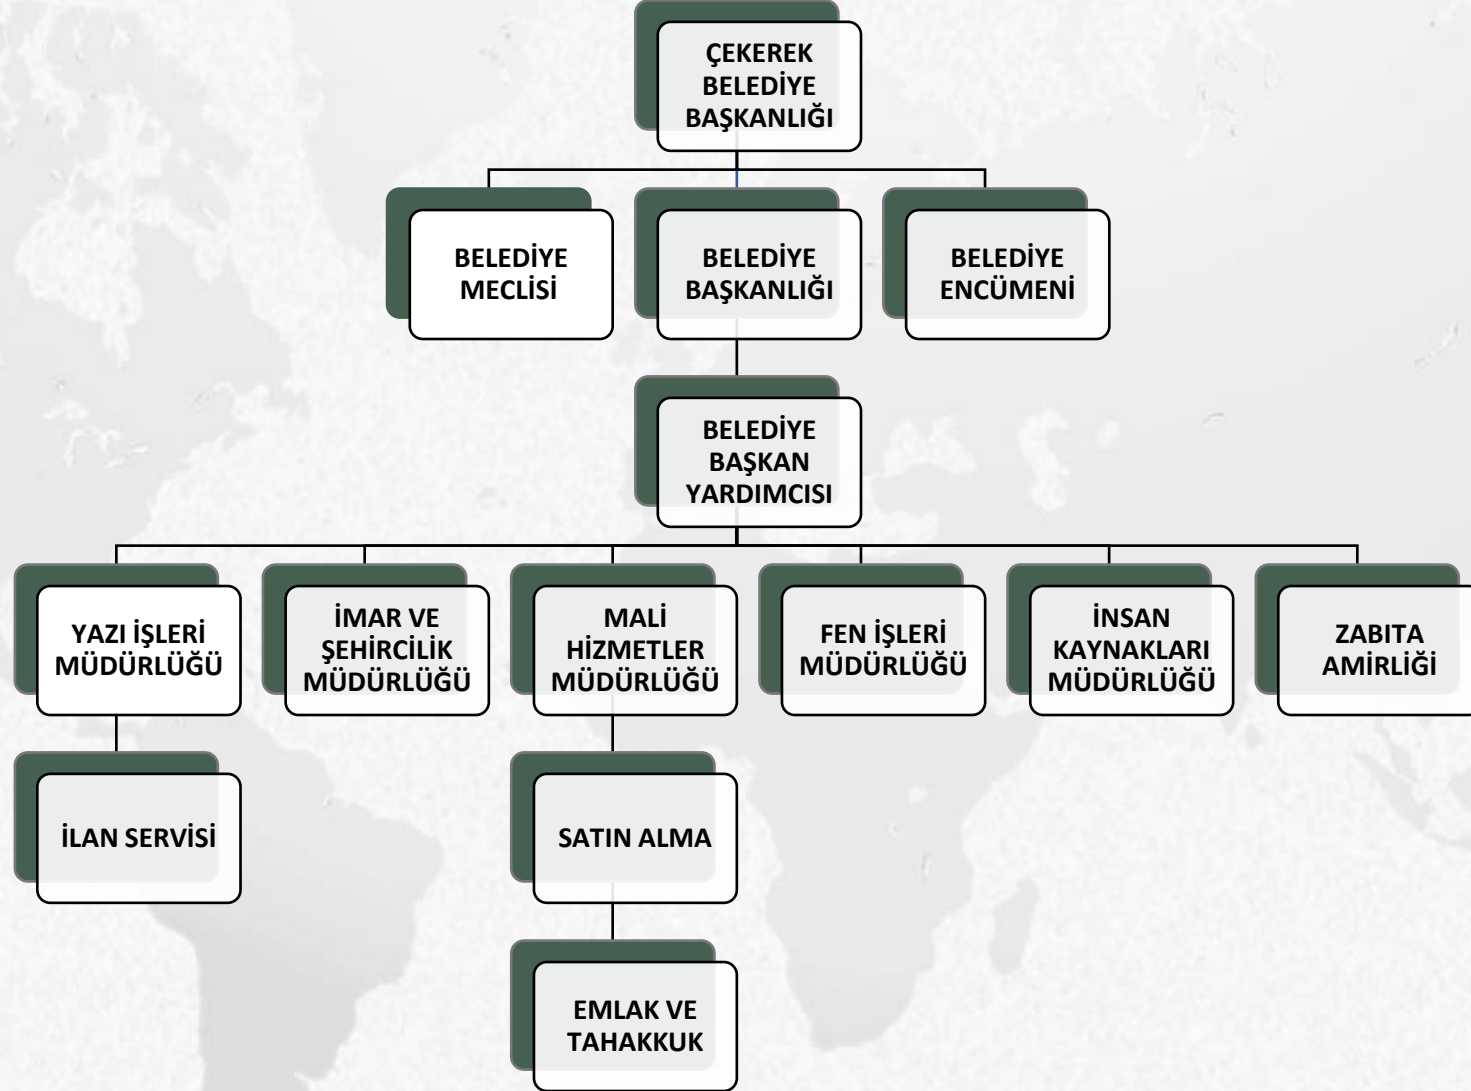 ÇEKEREK
BELEDİYE
BAŞKANLIĞI
BELEDİYE
MECLİSİ
BELEDİYE
BAŞKANLIĞI
BELEDİYE
ENCÜMENİ
BELEDİYE
BAŞKAN
YARDIMCISI
YAZI İŞLERİ
MÜDÜRLÜĞÜ
İMAR VE
ŞEHİRCİLİK
MÜDÜRLÜĞÜ
MALİ
HİZMETLER
MÜDÜRLÜĞÜ
FEN İŞLERİ
MÜDÜRLÜĞÜ
İNSAN
KAYNAKLARI
MÜDÜRLÜĞÜ
ZABITA
AMİRLİĞİ
İLAN SERVİSİ
SATIN ALMA
EMLAK VE
TAHAKKUK